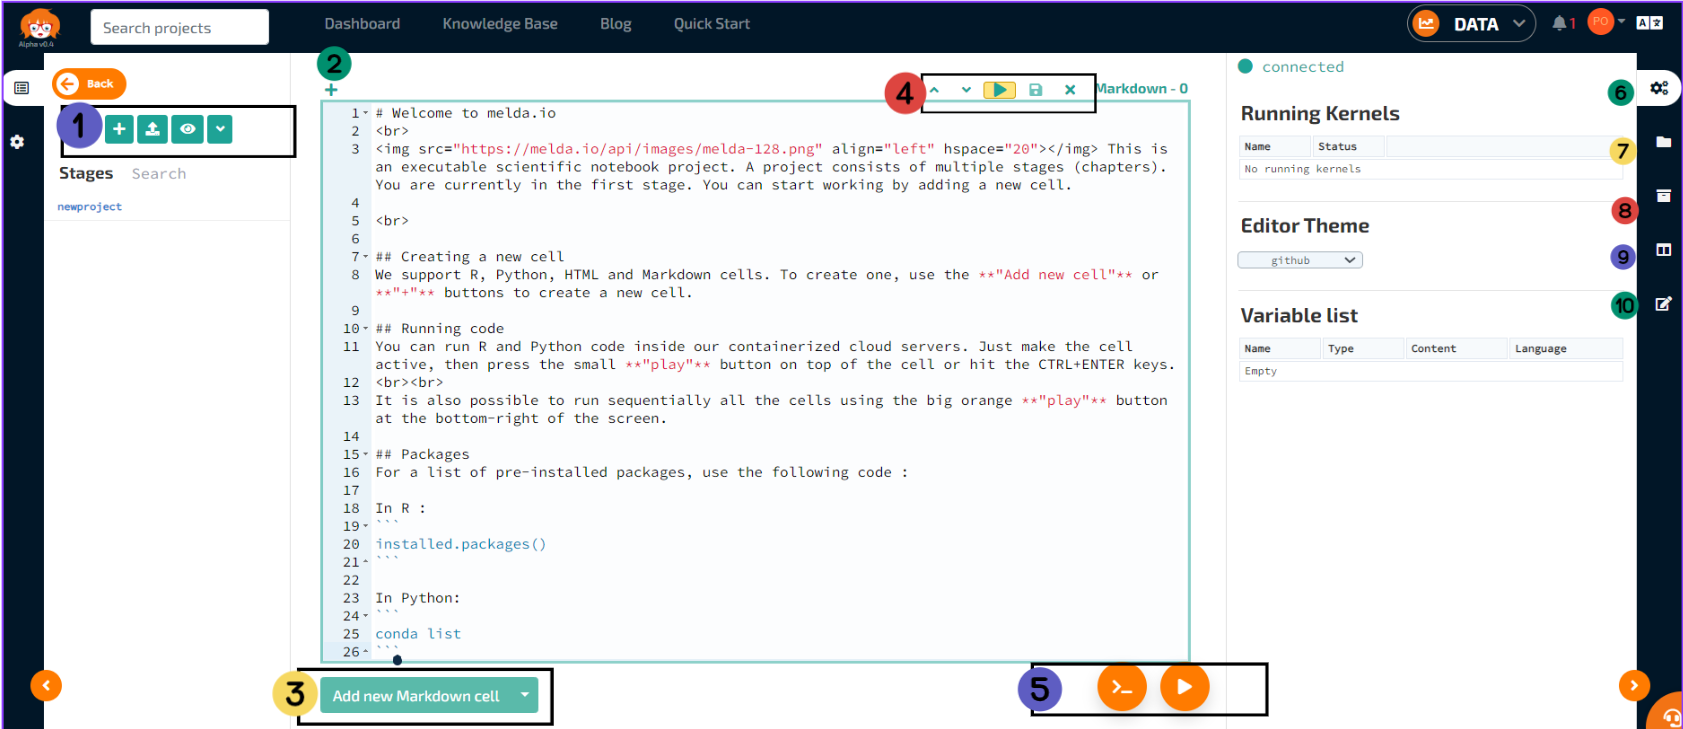 Alpha v0.4
Search projects
Dashboard
Knowledge Base
Blog
Quick Start
DATA
1
PO
A
Back
1
Stages
Search
newproject
2
4
Markdown - 0
1 # Welcome to melda.io
2 <br>
3 <img src="https://melda.io/api/images/melda-128.png" align="left" hspace="20"></img> This is
an executable scientific notebook project. A project consists of multiple stages (chapters).
You are currently in the first stage. You can start working by adding a new cell.
4
5 <br>
6
7 ## Creating a new cell
8 We support R, Python, HTML and Markdown cells. To create one, use the **"Add new cell"** or
**"+"** buttons to create a new cell.
9
10 ## Running code
11 You can run R and Python code inside our containerized cloud servers. Just make the cell
active, then press the small **"play"** button on top of the cell or hit the CTRL+ENTER keys.
12 <br><br>
13 It is also possible to run sequentially all the cells using the big orange **"play"** button
at the bottom-right of the screen.
14
15 ## Packages
16 For a list of pre-installed packages, use the following code :
17
18 In R :
19 ```
20 installed.packages()
21 ```
22
23 In Python:
24 ```
25 conda list
26 ```
3
Add new Markdown cell
5
connected
Running Kernels
Name Status
No running kernels
Editor Theme
github
Variable list
Name Type Content Language
Empty
6
7
8
9
10